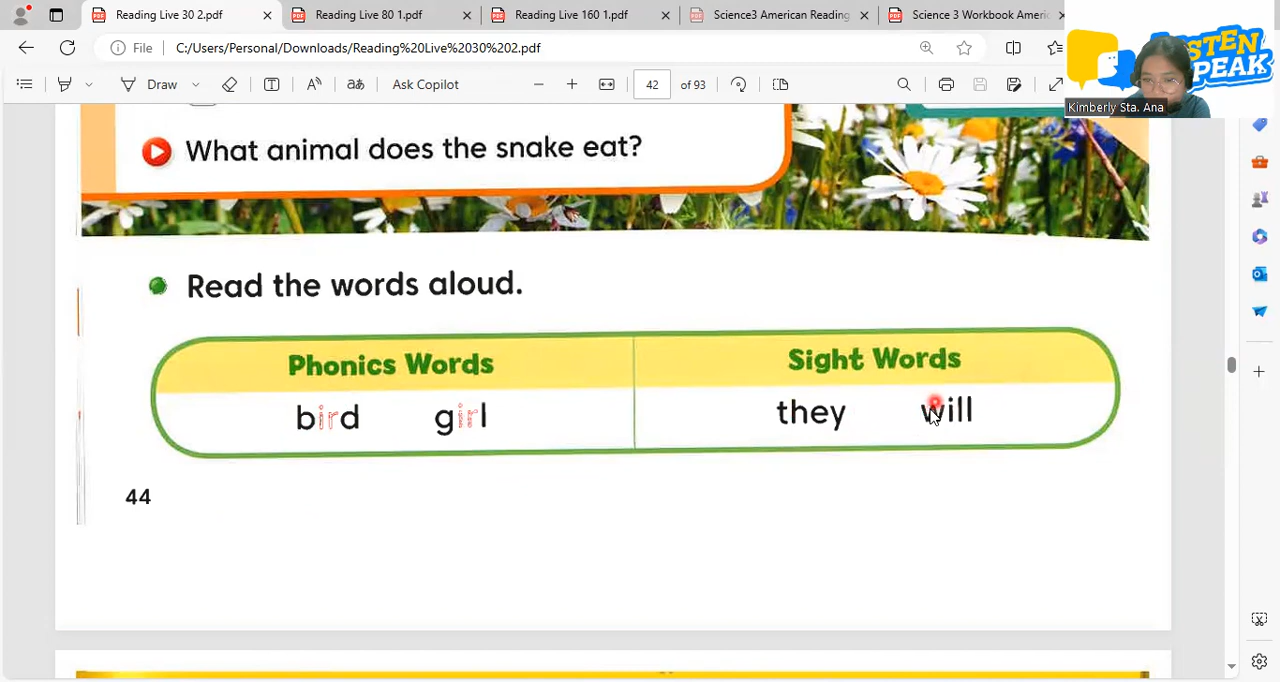 Reading Live 30 2.pdf
Reading Live 80 1.pdf
Reading Live 160 1.pdf
Science3 American Reading
Science 3 Workbook Ameri
File
C:/Users/Personal/Downloads/Reading%20Live%2030%202.pdf
Draw
Ask Copilot
42
of 93
PEAK
Kimberly Sta. Ana
What animal does the snake eat?
Read the words aloud.
Phonics Words
Sight Words
bird girl
they will
44